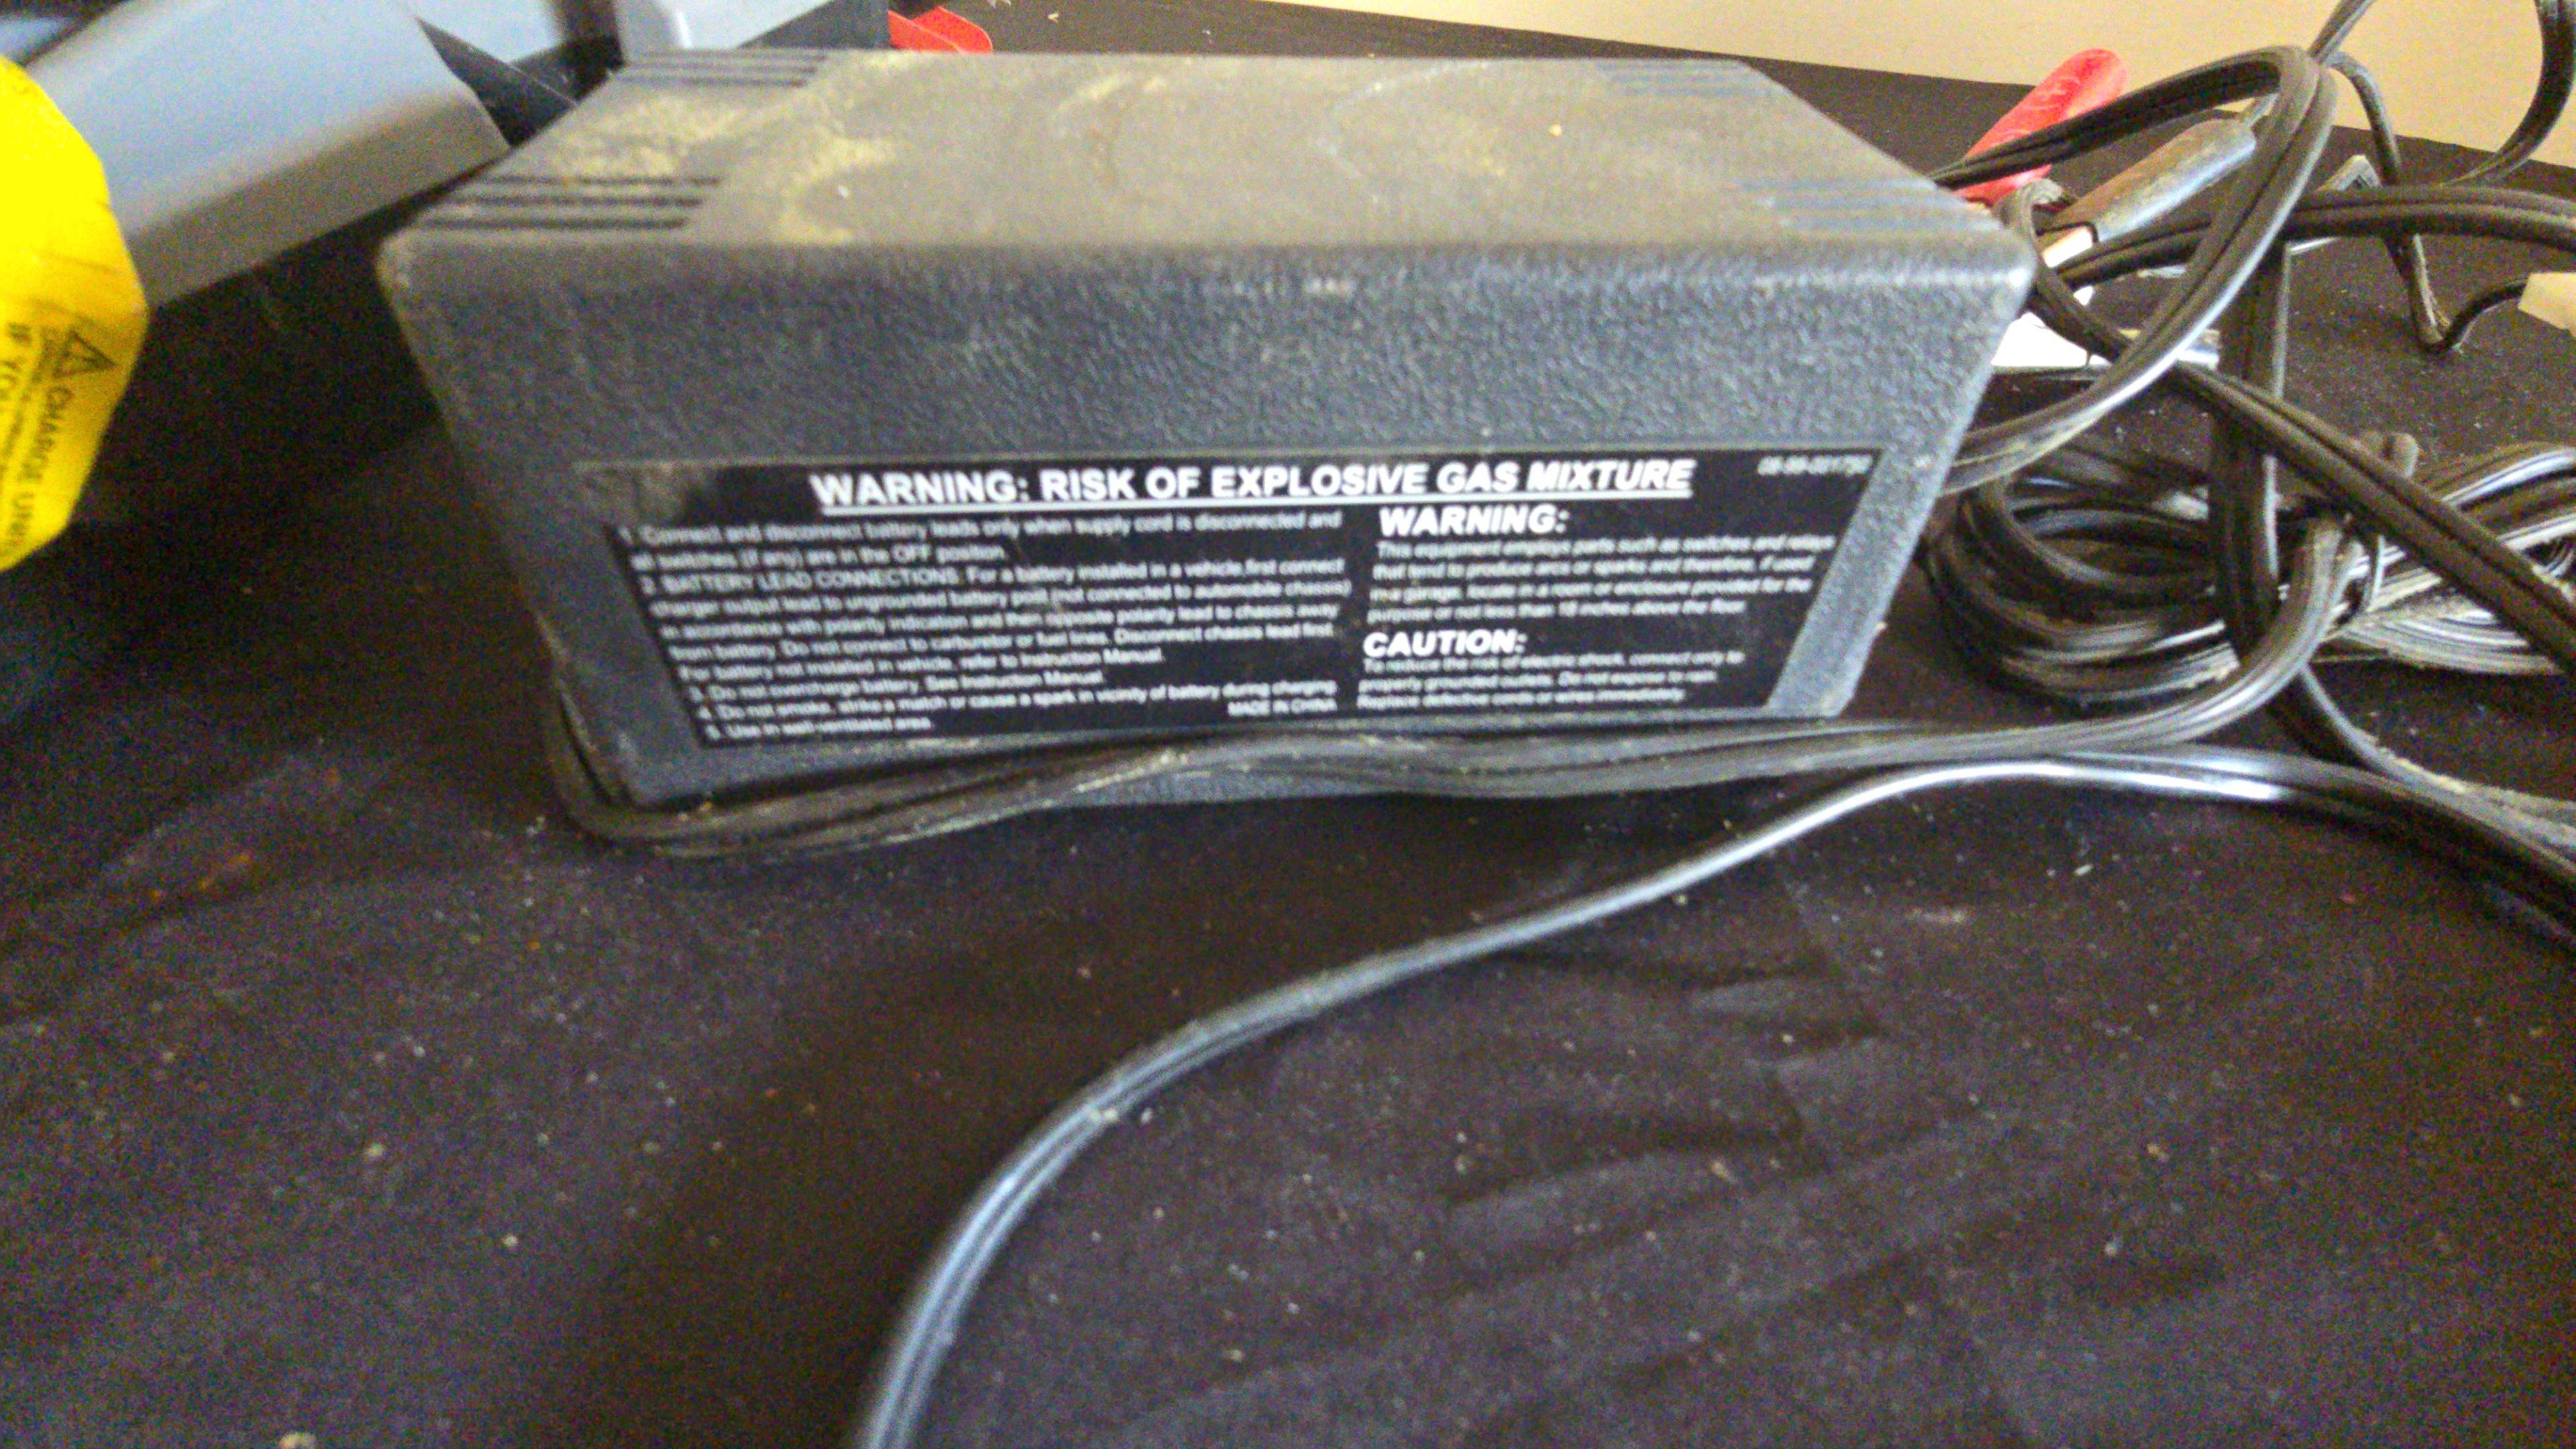 WARNING: RISK OF EXPLOSIVE GAS MIXTURE
1. Connect and disconnect battery leads only when supply cord is disconnected and
all switches (if any) are in the OFF position.
2. BATTERY LEAD CONNECTIONS: For a battery installed in a vehicle, first connect
charger output lead to ungrounded battery post (not connected to automobile chassis)
in accordance with polarity indication and then opposite polarity lead to chassis away
from battery. Do not connect to carburetor or fuel lines. Disconnect chassis lead first.
For battery not installed in vehicle, refer to Instruction Manual.
3. Do not overcharge battery. See Instruction Manual.
4. Do not smoke, strike a match or cause a spark in vicinity of battery during charging
5. Use in well ventilated area.
MADE IN CHINA
WARNING:
This equipment employs parts such as switches and relays
that tend to produce arcs or sparks and therefore, if used
in a garage, locate in a room or enclosure provided for the
purpose or not less than 18 inches above the floor.
CAUTION:
To reduce the risk of electric shock, connect only to
properly grounded outlets. Do not expose to rain.
Replace defective cords or wires immediately.
CHARGE UNIT
IF YOU